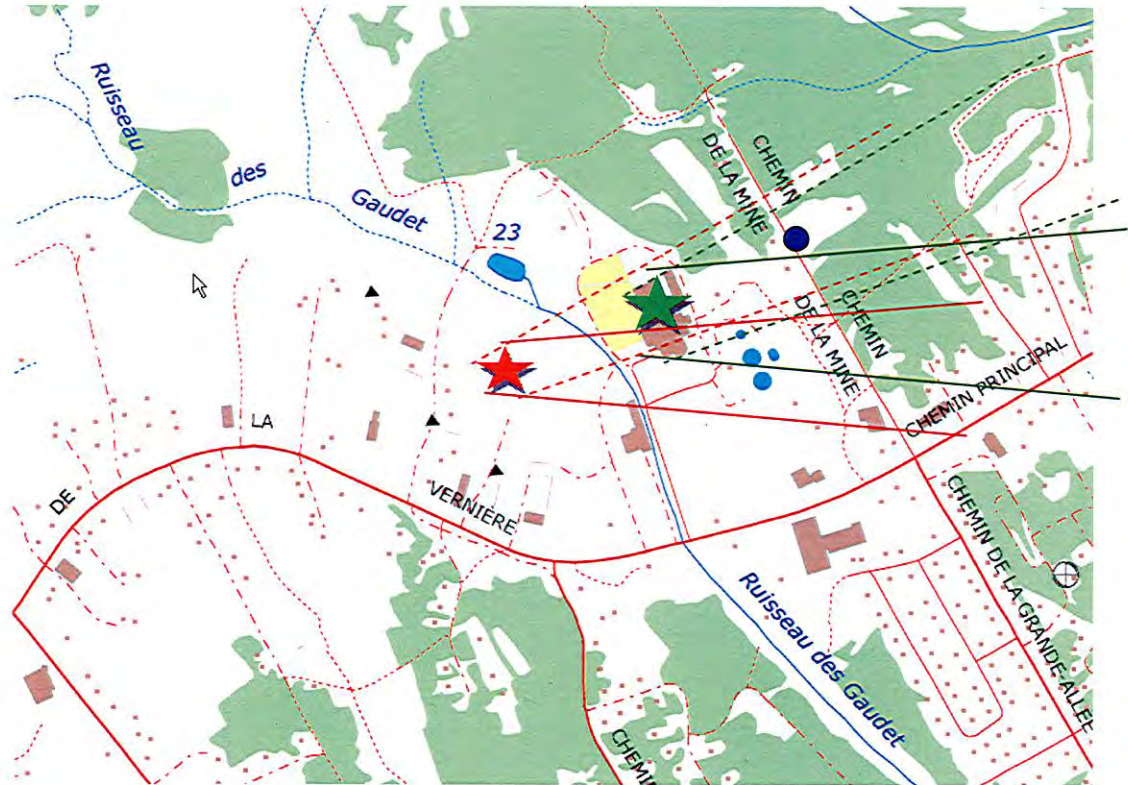 Ruisseau
des
Gaudet
23
CHEMIN
DE LA MINE
CHEMIN
DE LA MINE
CHEMIN PRINCIPAL
LA
DE
VERNIÈRE
CHEMIN DE LA GRANDE-ALLÉE
Ruisseau des Gaudet
CHEMIN